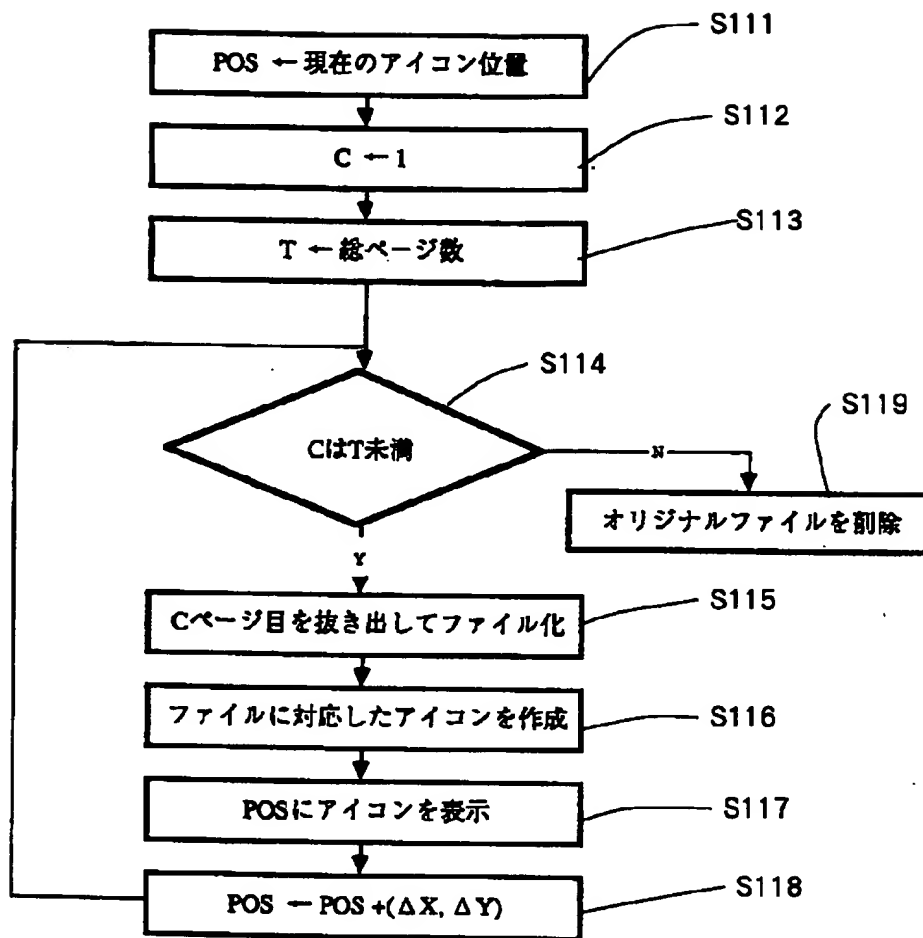 S111
POS ←現在のアイコン位置
S112
C ←1
S113
T ←総ページ数
S114
CはT未満
S119
N
オリジナルファイルを削除
Y
S115
Cページ目を抜き出してファイル化
S116
ファイルに対応したアイコンを作成
S117
POSにアイコンを表示
S118
POS ←POS+(ΔX, ΔY)